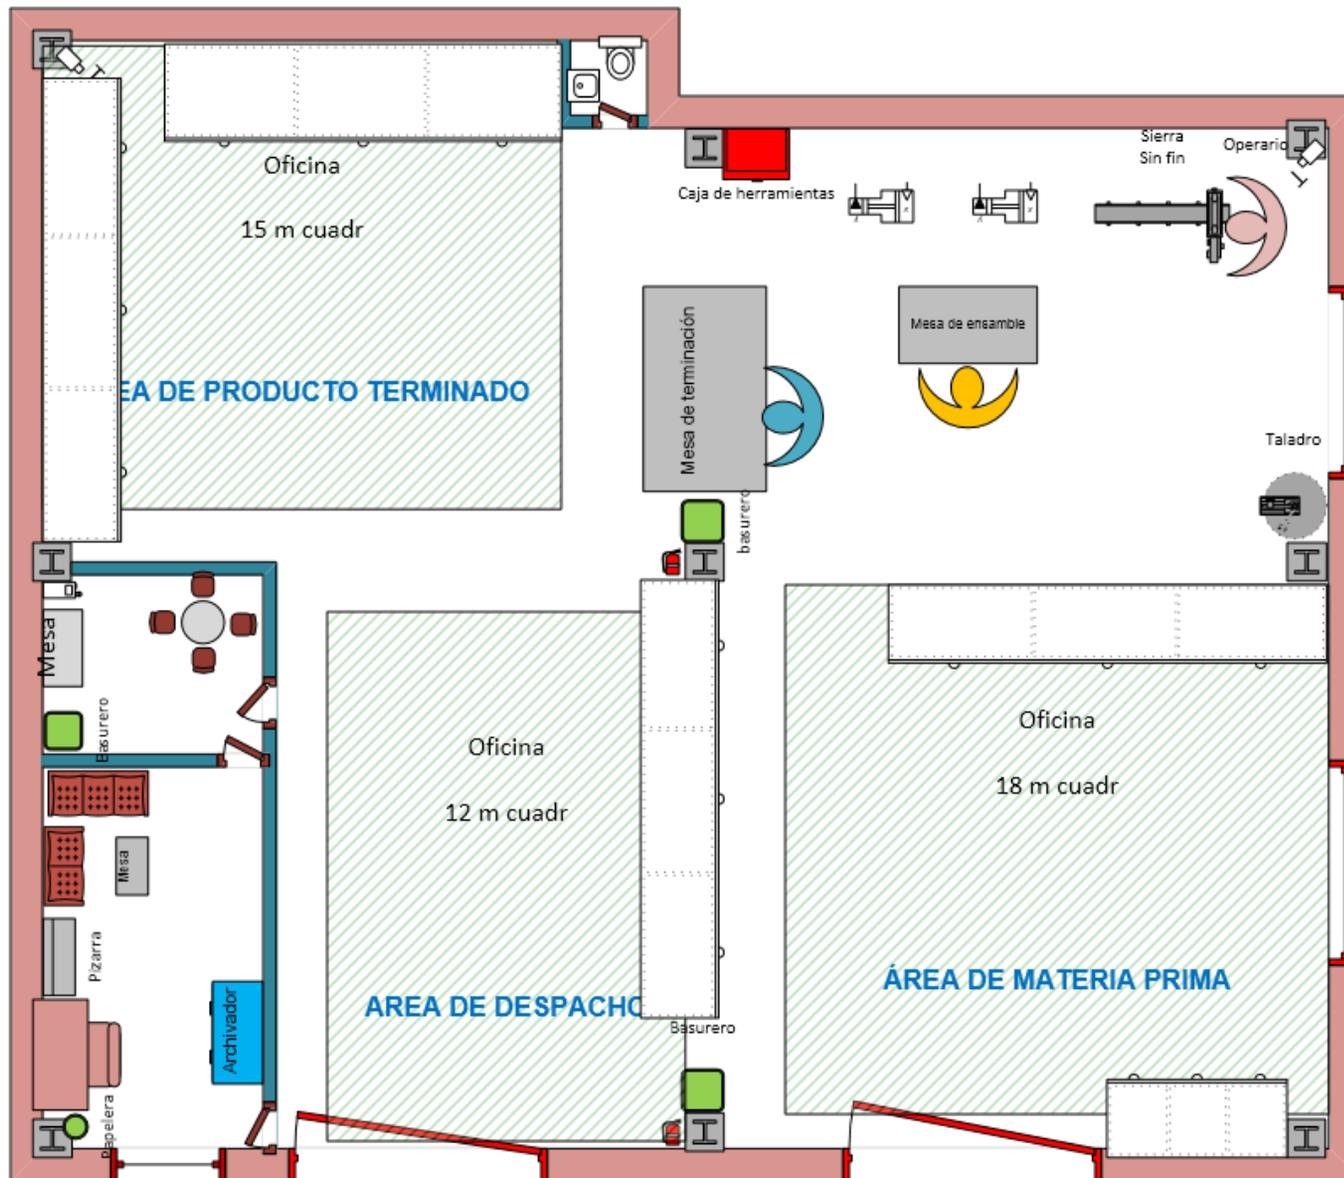 Oficina
15 m cuadr
EA DE PRODUCTO TERMINADO
Caja de herramientas
Sierra
Sin fin
Operario
Mesa de terminación
Mesa de ensamble
Taladro
basurero
Mesa
Basurero
Oficina
12 m cuadr
AREA DE DESPACHO
Oficina
18 m cuadr
ÁREA DE MATERIA PRIMA
Mesa
Pizarra
Archivador
Basurero
Papelera